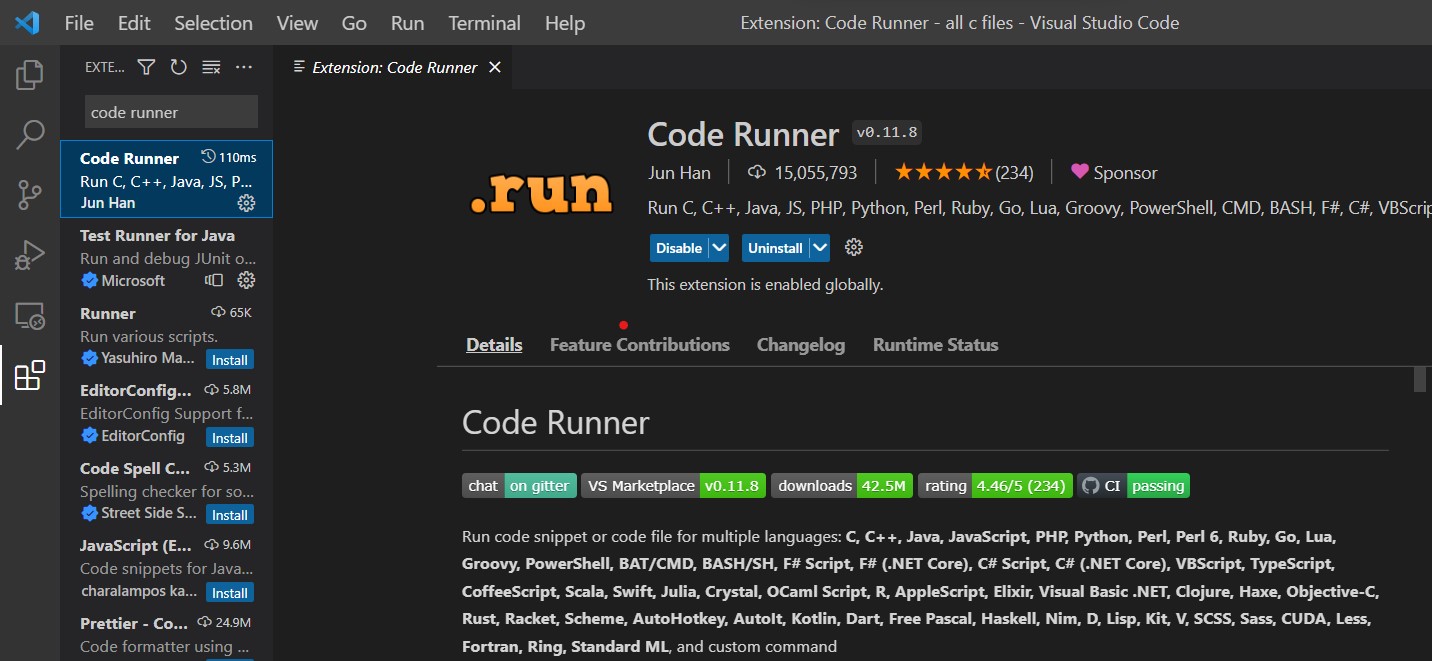 File Edit Selection View Go Run Terminal Help Extension: Code Runner - all c files - Visual Studio Code
EXTE...
Extension: Code Runner
code runner
Code Runner 110ms
Run C, C++, Java, JS, P...
Jun Han
Test Runner for Java
Run and debug JUnit o...
Microsoft
Runner 65K
Run various scripts.
Yasuhiro Ma... Install
EditorConfig... 5.8M
EditorConfig Support f...
EditorConfig Install
Code Spell C... 5.3M
Spelling checker for so...
Street Side S... Install
JavaScript (E... 9.6M
Code snippets for Java...
charalampos ka... Install
Prettier - Co... 24.9M
Code formatter using ...
.run
Code Runner v0.11.8
Jun Han 15,055,793 (234) Sponsor
Run C, C++, Java, JS, PHP, Python, Perl, Ruby, Go, Lua, Groovy, PowerShell, CMD, BASH, F#, C#, VBScrip
Disable Uninstall
This extension is enabled globally.
Details Feature Contributions Changelog Runtime Status
Code Runner
chat on gitter VS Marketplace v0.11.8 downloads 42.5M rating 4.46/5 (234) CI passing
Run code snippet or code file for multiple languages: C, C++, Java, JavaScript, PHP, Python, Perl, Perl 6, Ruby, Go, Lua,
Groovy, PowerShell, BAT/CMD, BASH/SH, F# Script, F# (.NET Core), C# Script, C# (.NET Core), VBScript, TypeScript,
CoffeeScript, Scala, Swift, Julia, Crystal, OCaml Script, R, AppleScript, Elixir, Visual Basic .NET, Clojure, Haxe, Objective-C,
Rust, Racket, Scheme, AutoHotkey, AutoIt, Kotlin, Dart, Free Pascal, Haskell, Nim, D, Lisp, Kit, V, SCSS, Sass, CUDA, Less,
Fortran, Ring, Standard ML, and custom command